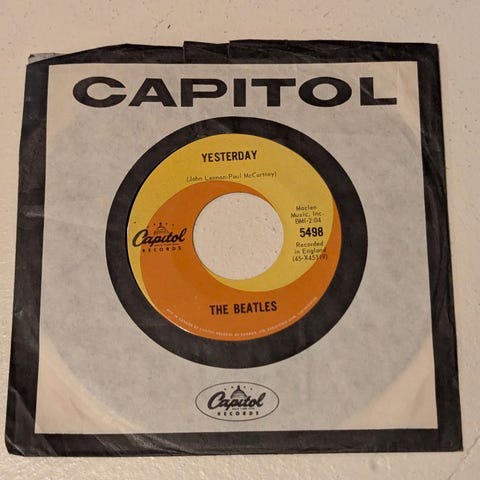 CAPITOL
YESTERDAY
(John Lennon-Paul McCartney)
Maclen
Music, Inc.
BMI-2:04
5498
Recorded
in England
(45-X45319)
Capitol
RECORDS
THE BEATLES
Capitol
RECORDS